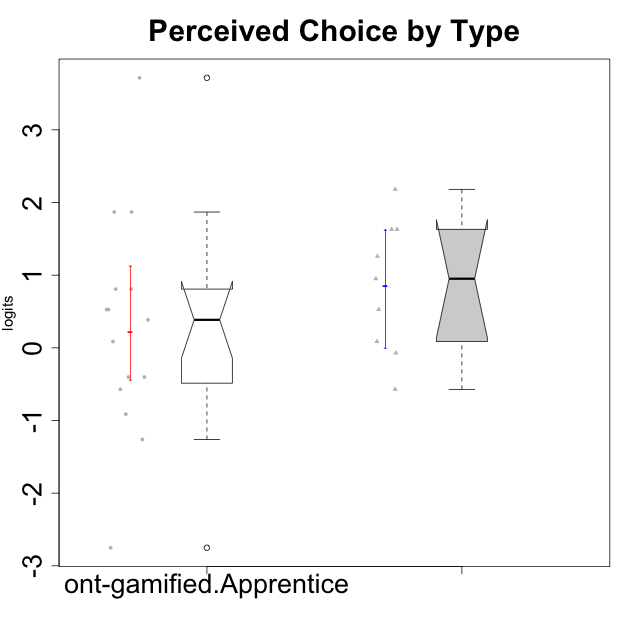 Perceived Choice by Type
3
2
1
0
-1
-2
-3
logits
ont-gamified.Apprentice